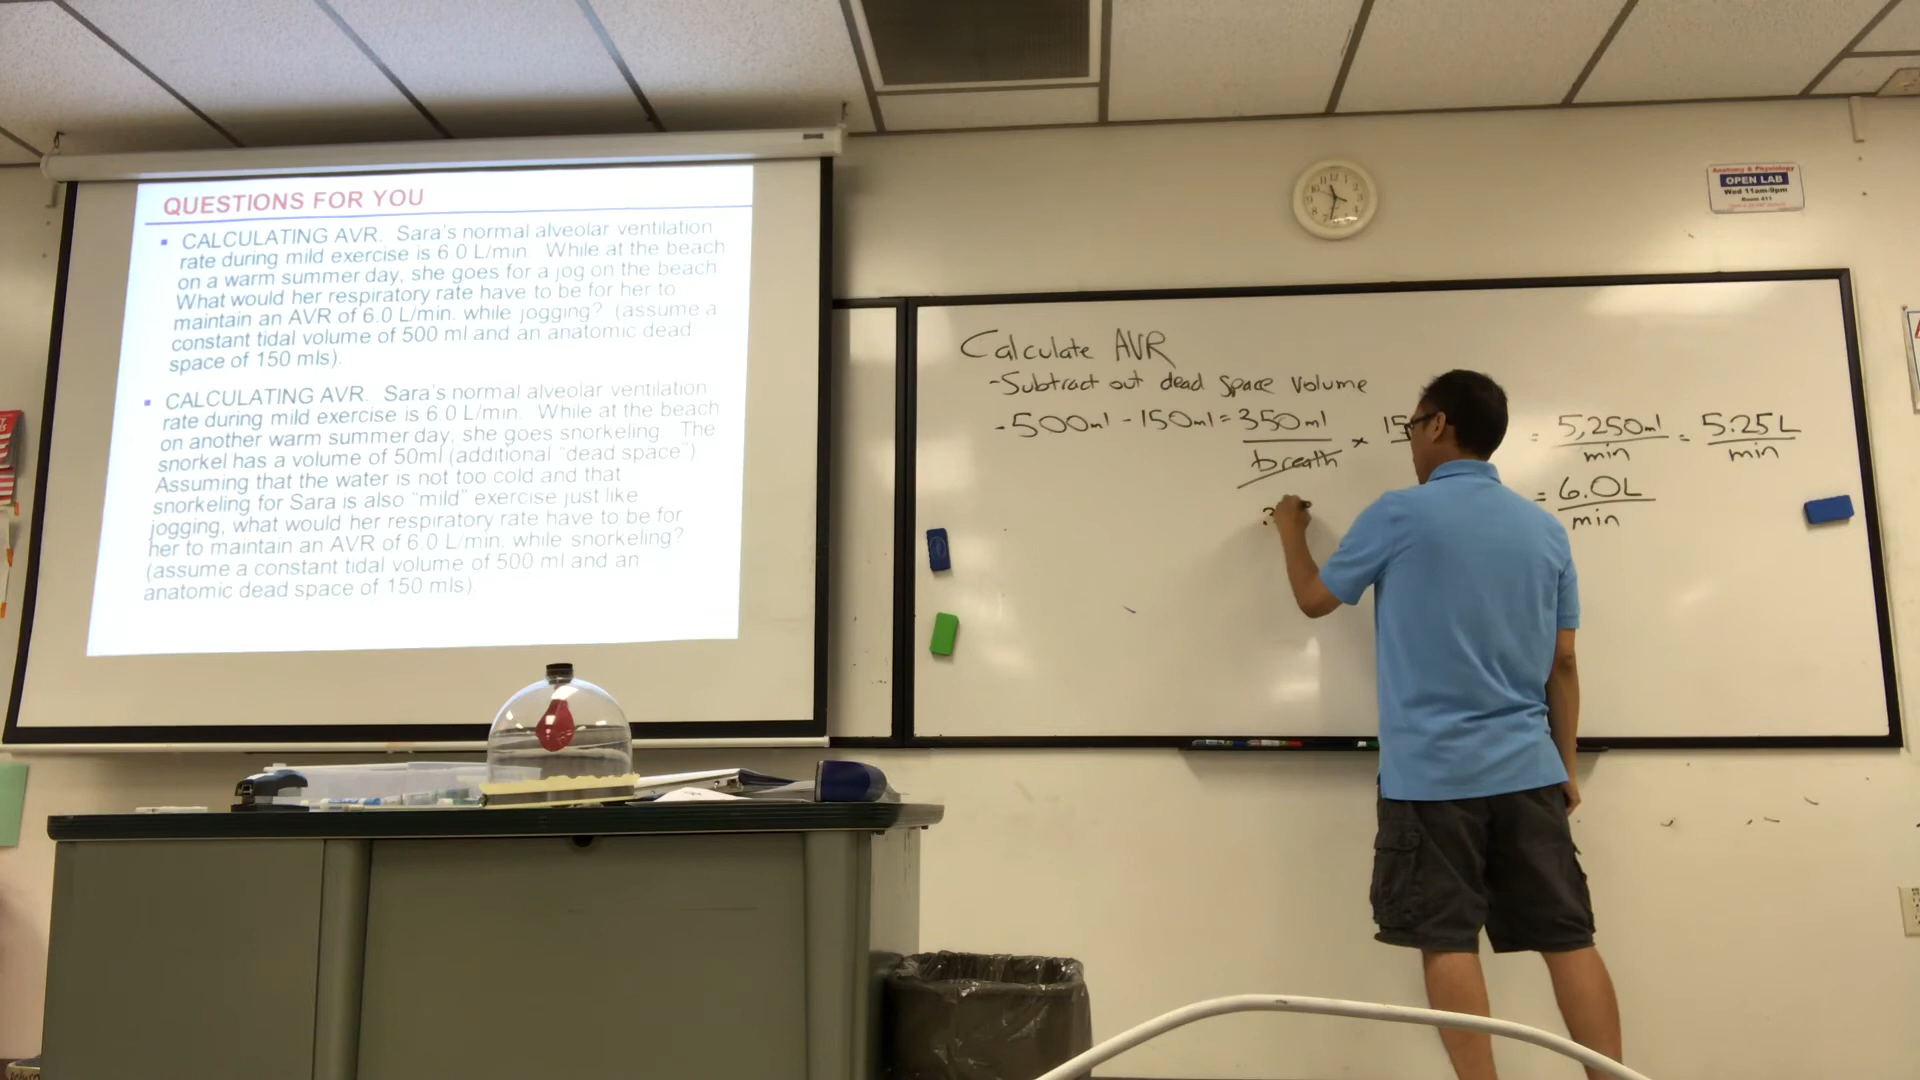 QUESTIONS FOR YOU
CALCULATING AVR. Sara's normal alveolar ventilation
rate during mild exercise is 6.0 L/min. While at the beach
on a warm summer day, she goes for a jog on the beach
What would her respiratory rate have to be for her to
maintain an AVR of 6.0 L/min. while jogging? (assume a
constant tidal volume of 500 ml and an anatomic dead
space of 150 mls).
CALCULATING AVR. Sara's normal alveolar ventilation
rate during mild exercise is 6.0 L/min. While at the beach
on another warm summer day, she goes snorkeling. The
snorkel has a volume of 50ml (additional "dead space")
Assuming that the water is not too cold and that
snorkeling for Sara is also "mild" exercise just like
jogging, what would her respiratory rate have to be for
her to maintain an AVR of 6.0 L/min. while snorkeling?
(assume a constant tidal volume of 500 ml and an
anatomic dead space of 150 mls)
Calculate AVR
-Subtract out dead space volume
-500ml - 150ml = 350ml × 15 = 5,250ml = 5.25L
breath min min
= 6.0L
min
Anatomy & Physiology
OPEN LAB
Wed 11am-9pm
Room 411